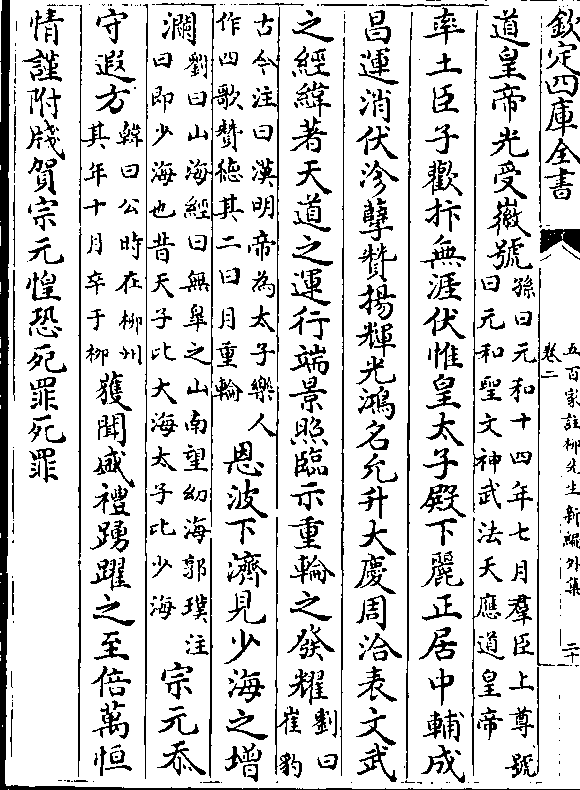 欽定四庫全書
五百家註柳先生新編外集
卷二
二十
道皇帝光受徽號孫曰元和十四年七月羣臣上尊號
曰元和聖文神武法天應道皇帝
率土臣子歡抃無涯伏惟皇太子殿下麗正居中輔成
昌運消伏沴孽贊揚輝光鴻名允升大慶周洽表文武
之經緯著天道之運行端景照臨示重輪之發耀劉曰
崔豹
古今注曰漢明帝為太子樂人
作四歌贊德其二曰月重輪
恩波下濟見少海之增
瀾劉曰山海經曰無臯之山南望幼海郭璞注
曰即少海也昔天子比大海太子比少海
宗元忝
守遐方韓曰公時在柳州
其年十月卒于柳
獲聞盛禮踴躍之至倍萬恒
情謹附牋賀宗元惶恐死罪死罪